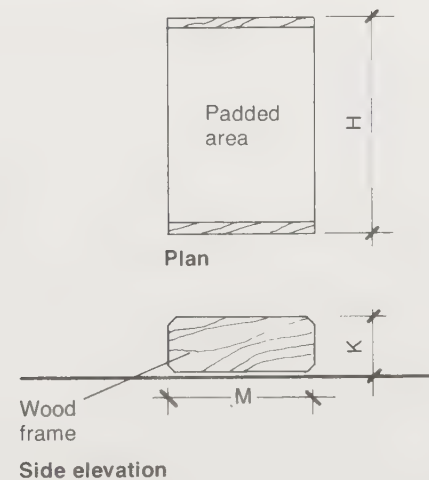 Padded
area
H
Plan
K
M
Wood
frame
Side elevation